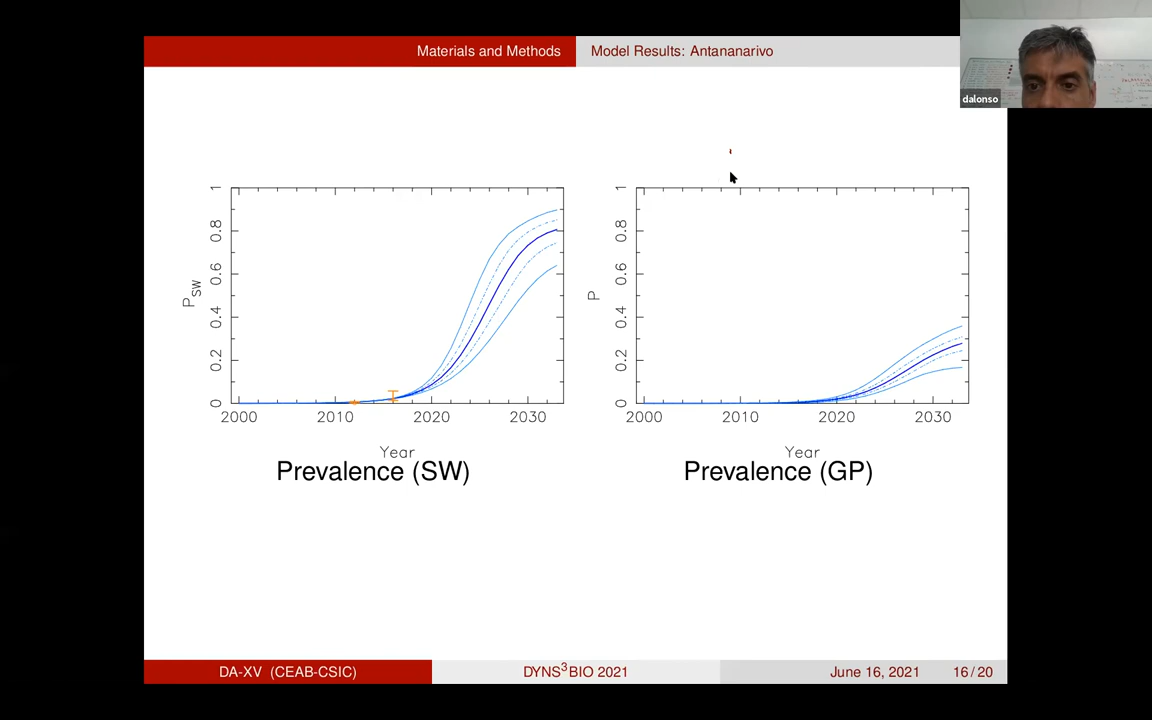 Materials and Methods
Model Results: Antananarivo
dalonso
1
0.8
0.6
0.4
0.2
0
P_SW
2000 2010 2020 2030
Year
Prevalence (SW)
1
0.8
0.6
0.4
0.2
0
P
2000 2010 2020 2030
Year
Prevalence (GP)
DA-XV (CEAB-CSIC)
DYNS³BIO 2021
June 16, 2021
16 / 20